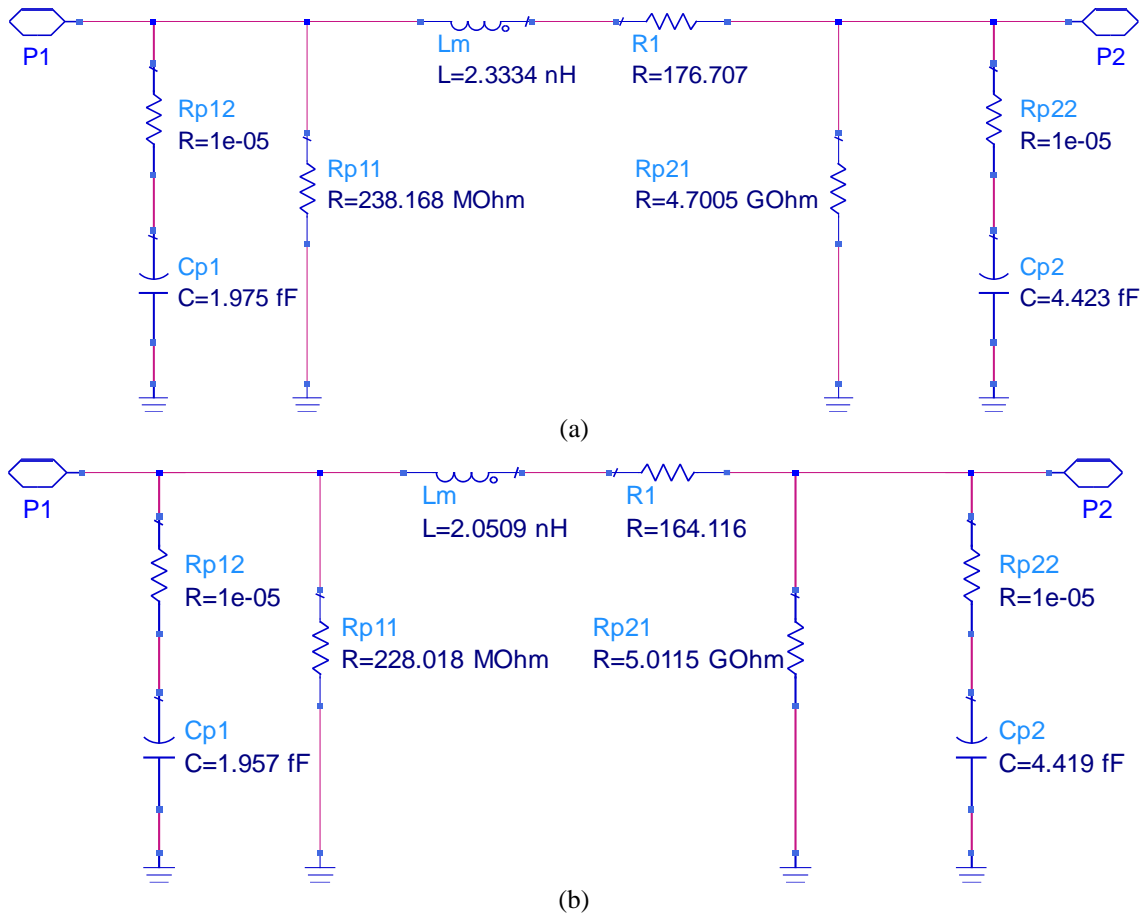 P1
Lm
L=2.3334 nH
R1
R=176.707
P2
Rp12
R=1e-05
Rp11
R=238.168 MOhm
Rp21
R=4.7005 GOhm
Rp22
R=1e-05
Cp1
C=1.975 fF
Cp2
C=4.423 fF
(a)
P1
Lm
L=2.0509 nH
R1
R=164.116
P2
Rp12
R=1e-05
Rp11
R=228.018 MOhm
Rp21
R=5.0115 GOhm
Rp22
R=1e-05
Cp1
C=1.957 fF
Cp2
C=4.419 fF
(b)